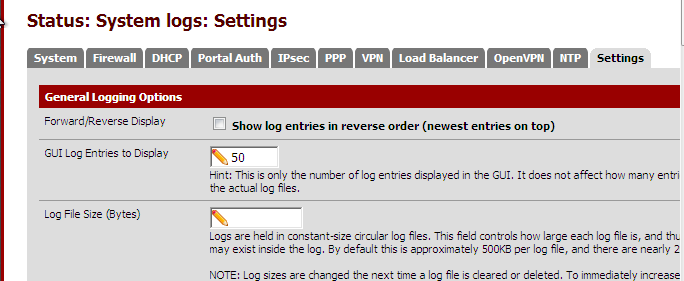 Status: System logs: Settings
System Firewall DHCP Portal Auth IPsec PPP VPN Load Balancer OpenVPN NTP Settings
General Logging Options
Forward/Reverse Display
Show log entries in reverse order (newest entries on top)
GUI Log Entries to Display
50
Hint: This is only the number of log entries displayed in the GUI. It does not affect how many entri
the actual log files.
Log File Size (Bytes)
Logs are held in constant-size circular log files. This field controls how large each log file is, and thu
may exist inside the log. By default this is approximately 500KB per log file, and there are nearly 2
NOTE: Log sizes are changed the next time a log file is cleared or deleted. To immediately increase